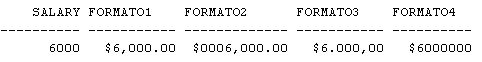 SALARY FORMATO1 FORMATO2 FORMATO3 FORMATO4
---------- ----------- ------------- ----------- ----------
6000 $6,000.00 $0006,000.00 $6.000,00 $6000000